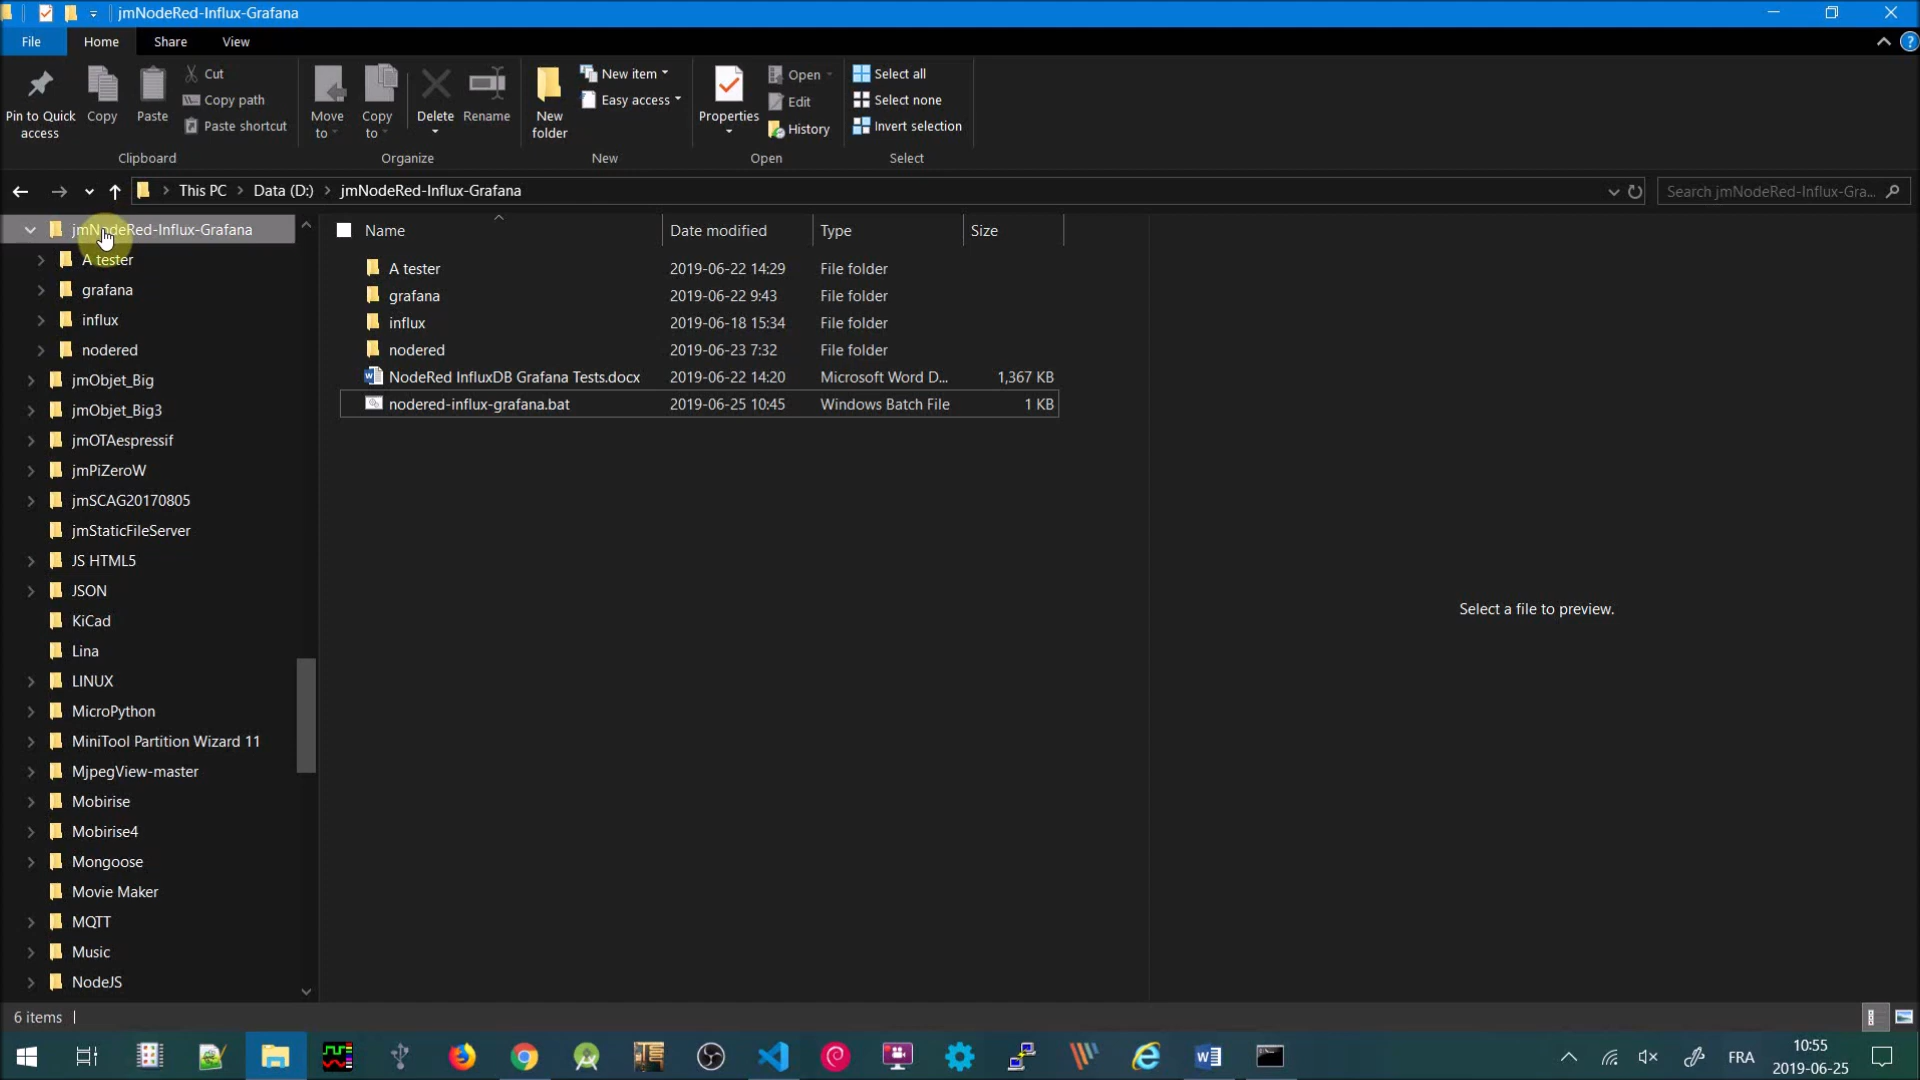 jmNodeRed-Influx-Grafana
File Home Share View
Pin to Quick access
Copy
Paste
Cut
Copy path
Paste shortcut
Clipboard
Move to
Copy to
Delete
Rename
Organize
New folder
New item
Easy access
New
Properties
Open
Edit
History
Open
Select all
Select none
Invert selection
Select
This PC > Data (D:) > jmNodeRed-Influx-Grafana
Search jmNodeRed-Influx-Gra...
jmNodeRed-Influx-Grafana
A tester
grafana
influx
nodered
jmObjet_Big
jmObjet_Big3
jmOTAespressif
jmPiZeroW
jmSCAG20170805
jmStaticFileServer
JS HTML5
JSON
KiCad
Lina
LINUX
MicroPython
MiniTool Partition Wizard 11
MjpegView-master
Mobirise
Mobirise4
Mongoose
Movie Maker
MQTT
Music
NodeJS
Name Date modified Type Size
A tester 2019-06-22 14:29 File folder
grafana 2019-06-22 9:43 File folder
influx 2019-06-18 15:34 File folder
nodered 2019-06-23 7:32 File folder
NodeRed InfluxDB Grafana Tests.docx 2019-06-22 14:20 Microsoft Word D... 1,367 KB
nodered-influx-grafana.bat 2019-06-25 10:45 Windows Batch File 1 KB
Select a file to preview.
6 items
FRA
10:55
2019-06-25